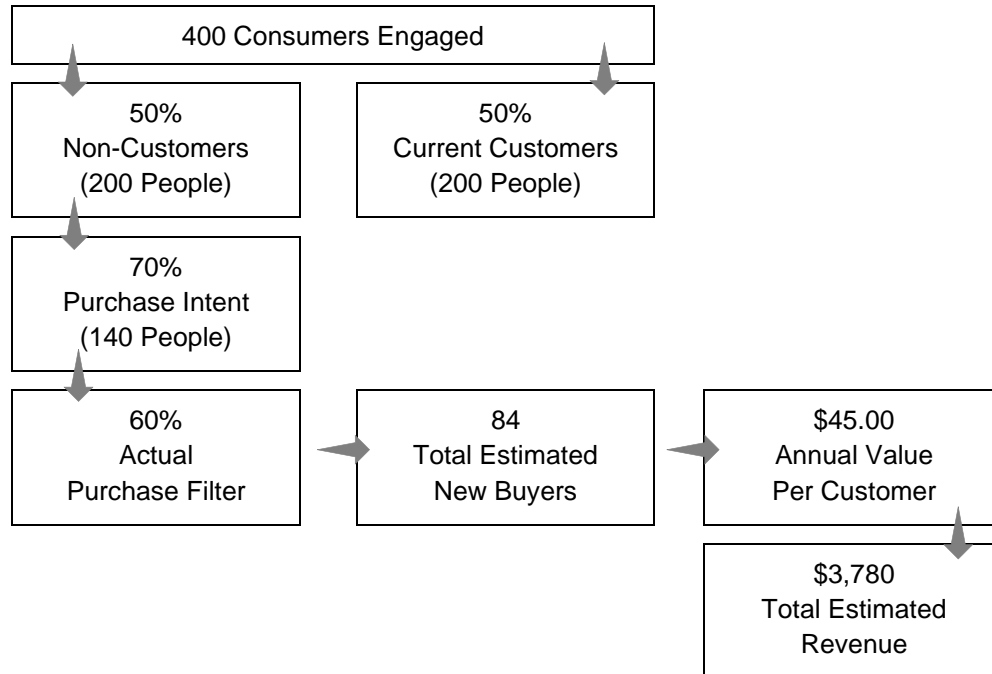 400 Consumers Engaged
50%
Non-Customers
(200 People)
50%
Current Customers
(200 People)
70%
Purchase Intent
(140 People)
60%
Actual
Purchase Filter
84
Total Estimated
New Buyers
$45.00
Annual Value
Per Customer
$3,780
Total Estimated
Revenue